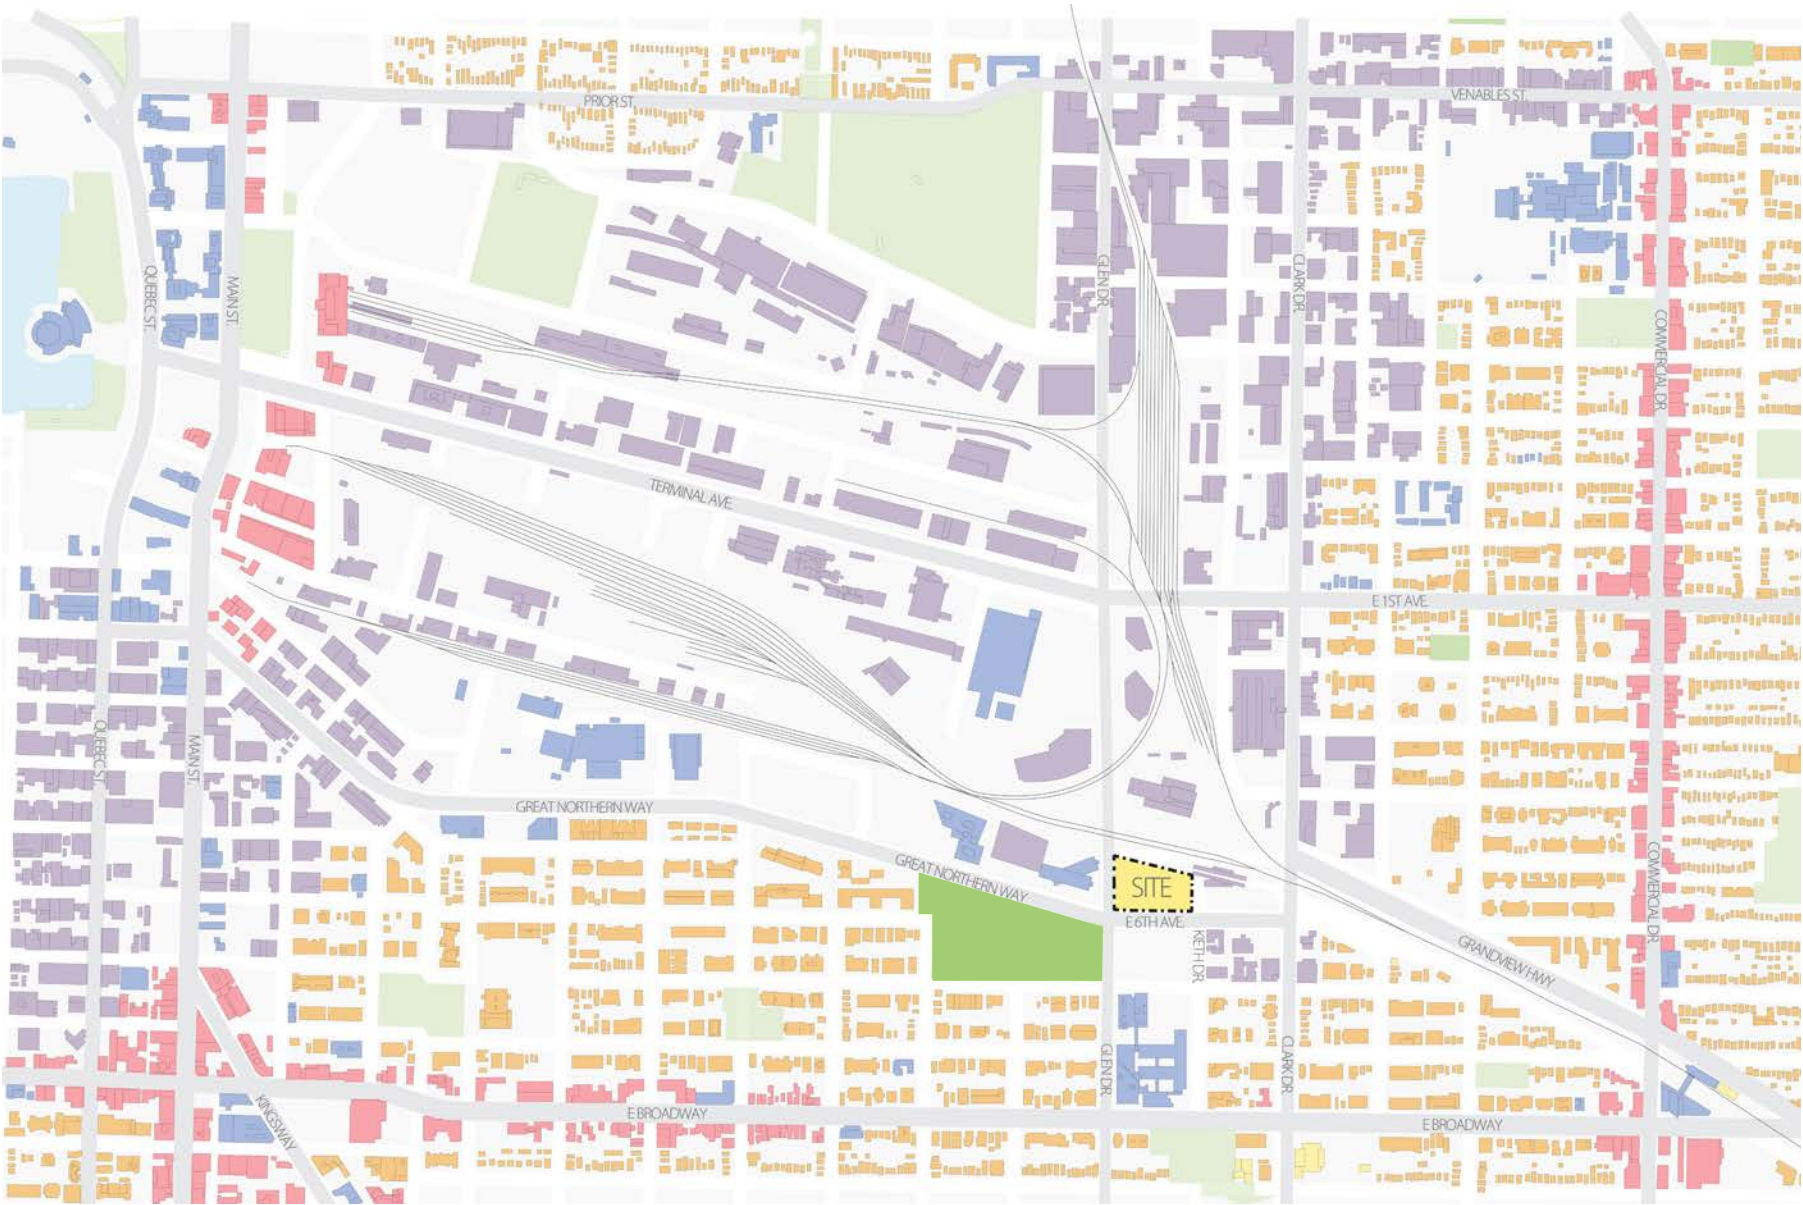 PRIOR ST.
VENABLES ST.
QUEBEC ST.
MAIN ST.
GLEN DR.
CLARK DR.
COMMERCIAL DR.
TERMINAL AVE.
E 1ST AVE.
QUEBEC ST.
MAIN ST.
GREAT NORTHERN WAY
GREAT NORTHERN WAY
SITE
E 6TH AVE.
KEITH DR.
COMMERCIAL DR.
GRANDVIEW HWY
GLEN DR.
CLARK DR.
KINGSWAY
E BROADWAY
E BROADWAY